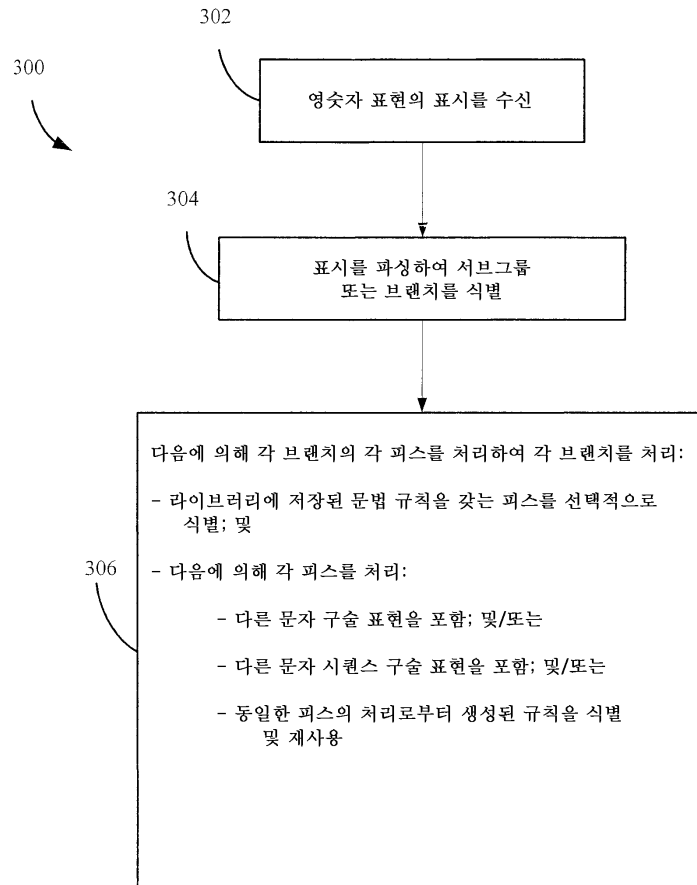 302
300
영숫자 표현의 표시를 수신
304
표시를 파싱하여 서브그룹
또는 브랜치를 식별
다음에 의해 각 브랜치의 각 피스를 처리하여 각 브랜치를 처리:
- 라이브러리에 저장된 문법 규칙을 갖는 피스를 선택적으로
식별; 및
306
- 다음에 의해 각 피스를 처리:
- 다른 문자 구술 표현을 포함; 및/또는
- 다른 문자 시퀀스 구술 표현을 포함; 및/또는
- 동일한 피스의 처리로부터 생성된 규칙을 식별
및 재사용